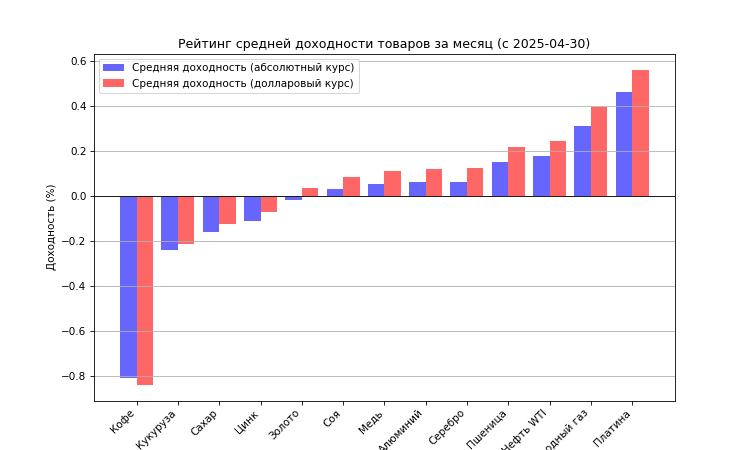 Рейтинг средней доходности товаров за месяц (с 2025-04-30)
Средняя доходность (абсолютный курс)
Средняя доходность (долларовый курс)
Доходность (%)
0.6
0.4
0.2
0.0
−0.2
−0.4
−0.6
−0.8
Кофе
Кукуруза
Сахар
Цинк
Золото
Соя
Медь
Алюминий
Серебро
Пшеница
Нефть WTI
газ
Платина